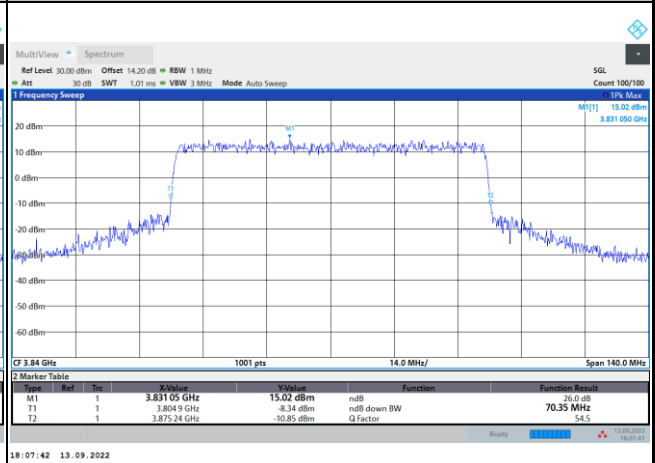 MultiView Spectrum
Ref Level 30.00 dBm Offset 14.20 dB RBW 1 MHz SGL
Att 30 dB SWT 1.01 ms VBW 3 MHz Mode Auto Sweep Count 100/100
1 Frequency Sweep 1Pk Max
M1[1] 15.02 dBm
3.831 050 GHz
20 dBm
M1
10 dBm
0 dBm
T1
T2
-10 dBm
-20 dBm
-30 dBm
-40 dBm
-50 dBm
-60 dBm
CF 3.84 GHz 1001 pts 14.0 MHz/ Span 140.0 MHz
2 Marker Table
Type Ref Trc X-Value Y-Value Function Function Result
M1 1 3.831 05 GHz 15.02 dBm ndB 26.0 dB
T1 1 3.804 9 GHz -8.34 dBm ndB down BW 70.35 MHz
T2 1 3.875 24 GHz -10.85 dBm Q Factor 54.5
Ready 13.09.2022
18:07:41
18:07:42 13.09.2022